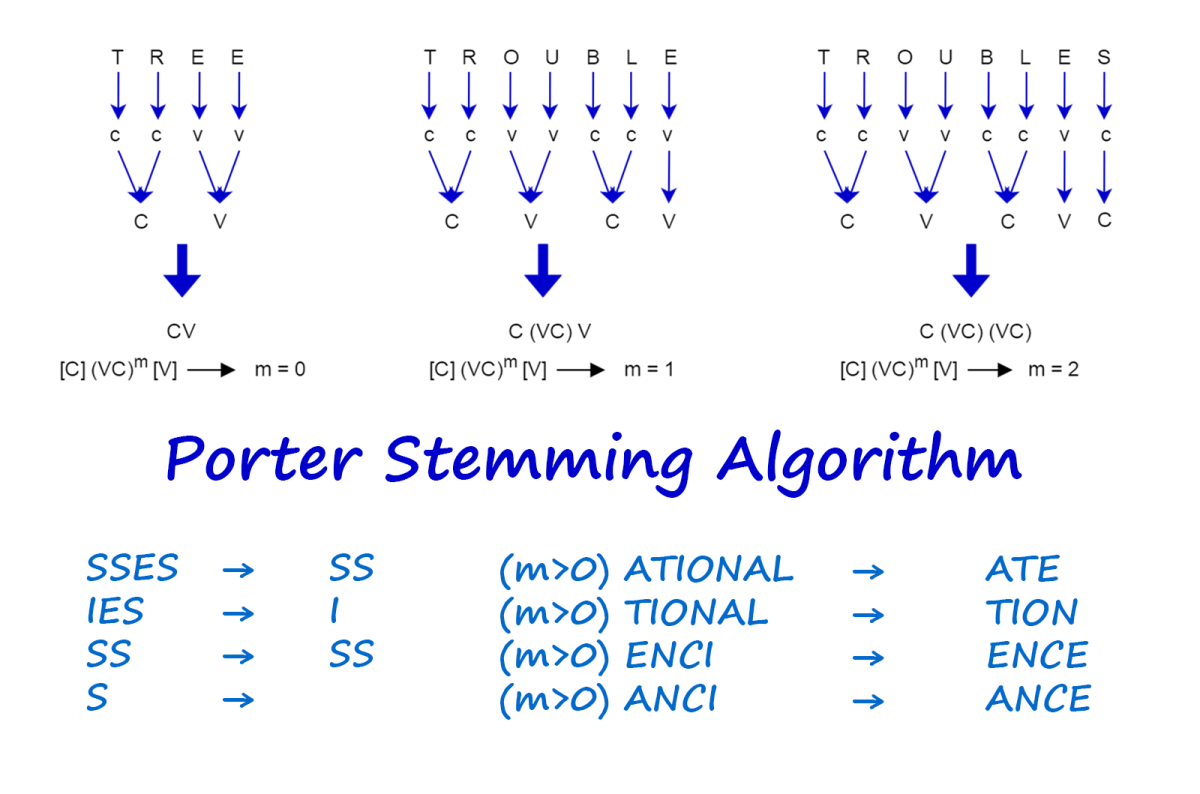 T R E E T R O U B L E T R O U B L E S
c c v v c c v v c c v c c v v c c v c
C V C V C V C V C V C
CV C (VC) V C (VC) (VC)
[C] (VC)^m [V] → m = 0 [C] (VC)^m [V] → m = 1 [C] (VC)^m [V] → m = 2
Porter Stemming Algorithm
SSES → SS (m>0) ATIONAL → ATE
IES → I (m>0) TIONAL → TION
SS → SS (m>0) ENCI → ENCE
S → (m>0) ANCI → ANCE